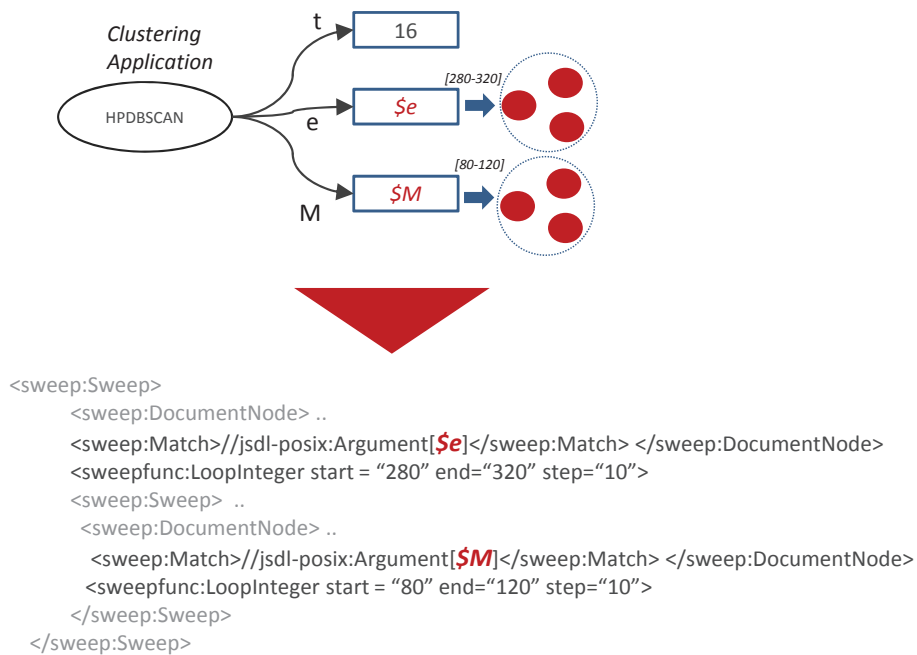 Clustering
Application
HPDBSCAN
t
16
e
$e
[280-320]
M
$M
[80-120]
<sweep:Sweep>
<sweep:DocumentNode> ..
<sweep:Match>//jsdl-posix:Argument[$e]</sweep:Match> </sweep:DocumentNode>
<sweepfunc:LoopInteger start = “280” end=“320” step=“10”>
<sweep:Sweep> ..
<sweep:DocumentNode> ..
<sweep:Match>//jsdl-posix:Argument[$M]</sweep:Match> </sweep:DocumentNode>
<sweepfunc:LoopInteger start = “80” end=“120” step=“10”>
</sweep:Sweep>
</sweep:Sweep>